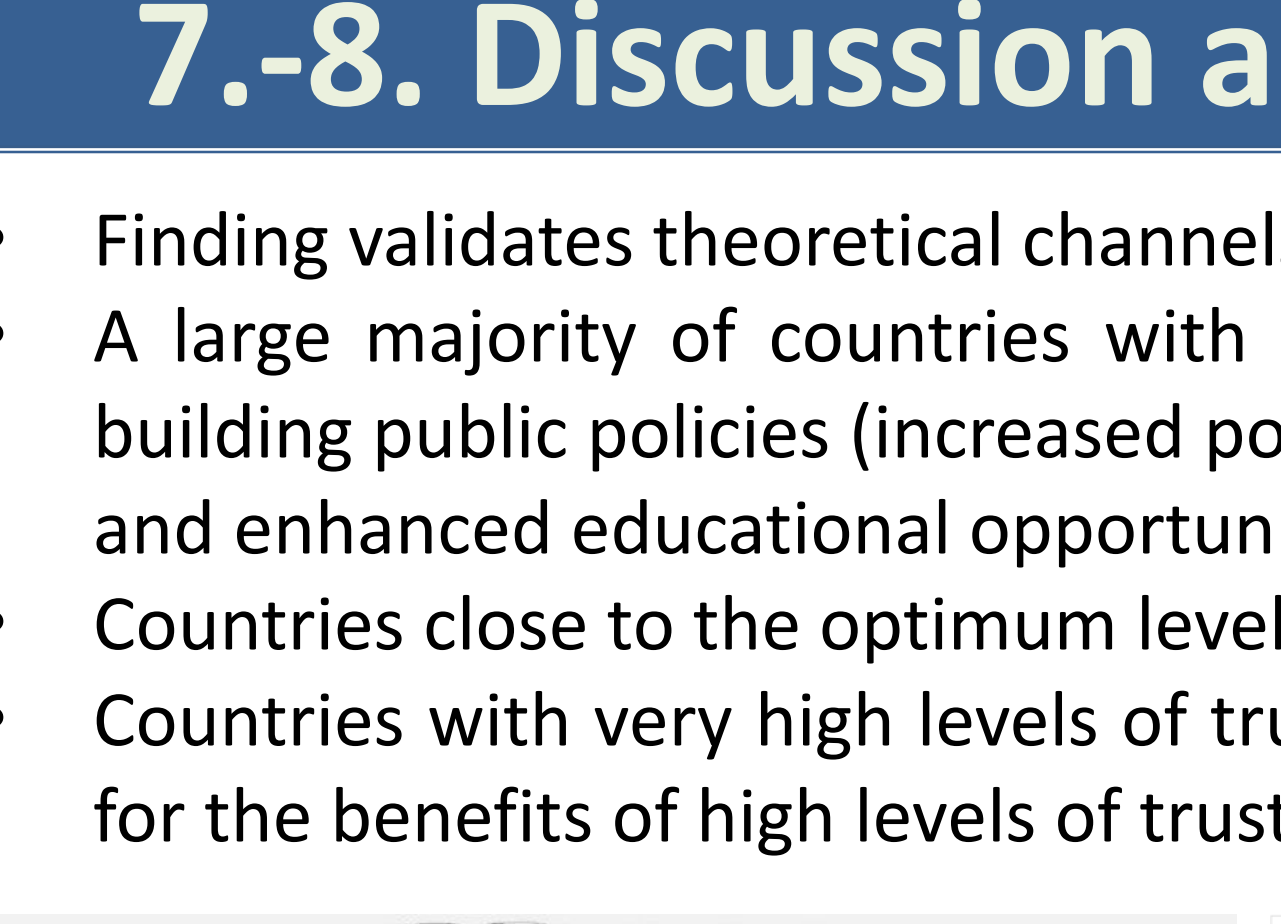 7.-8. Discussion a
• Finding validates theoretical channels
• A large majority of countries with
building public policies (increased po
and enhanced educational opportun
• Countries close to the optimum level
• Countries with very high levels of tru
for the benefits of high levels of trust